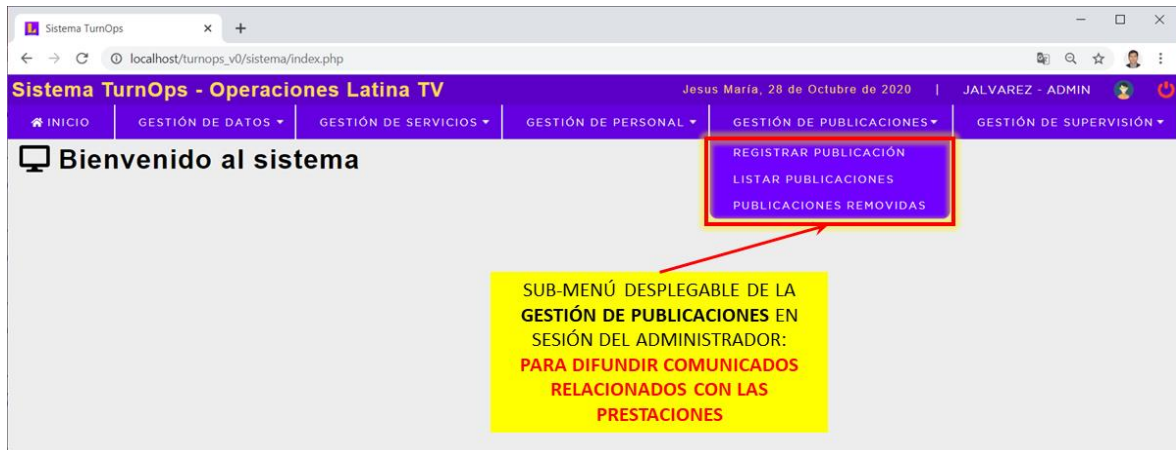 Sistema TurnOps
localhost/turnops_v0/sistema/index.php
Sistema TurnOps - Operaciones Latina TV
Jesus María, 28 de Octubre de 2020 | JALVAREZ - ADMIN
INICIO GESTIÓN DE DATOS GESTIÓN DE SERVICIOS GESTIÓN DE PERSONAL GESTIÓN DE PUBLICACIONES GESTIÓN DE SUPERVISIÓN
Bienvenido al sistema
REGISTRAR PUBLICACIÓN
LISTAR PUBLICACIONES
PUBLICACIONES REMOVIDAS
SUB-MENÚ DESPLEGABLE DE LA
GESTIÓN DE PUBLICACIONES EN
SESIÓN DEL ADMINISTRADOR:
PARA DIFUNDIR COMUNICADOS
RELACIONADOS CON LAS
PRESTACIONES